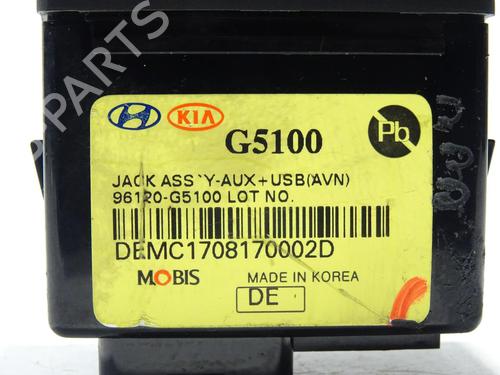 PARTS
KIA
G5100
Pb
JACK ASS`Y-AUX+USB(AVN)
96120-G5100 LOT NO.
DEMC1708170002D
MOBIS
MADE IN KOREA
DE